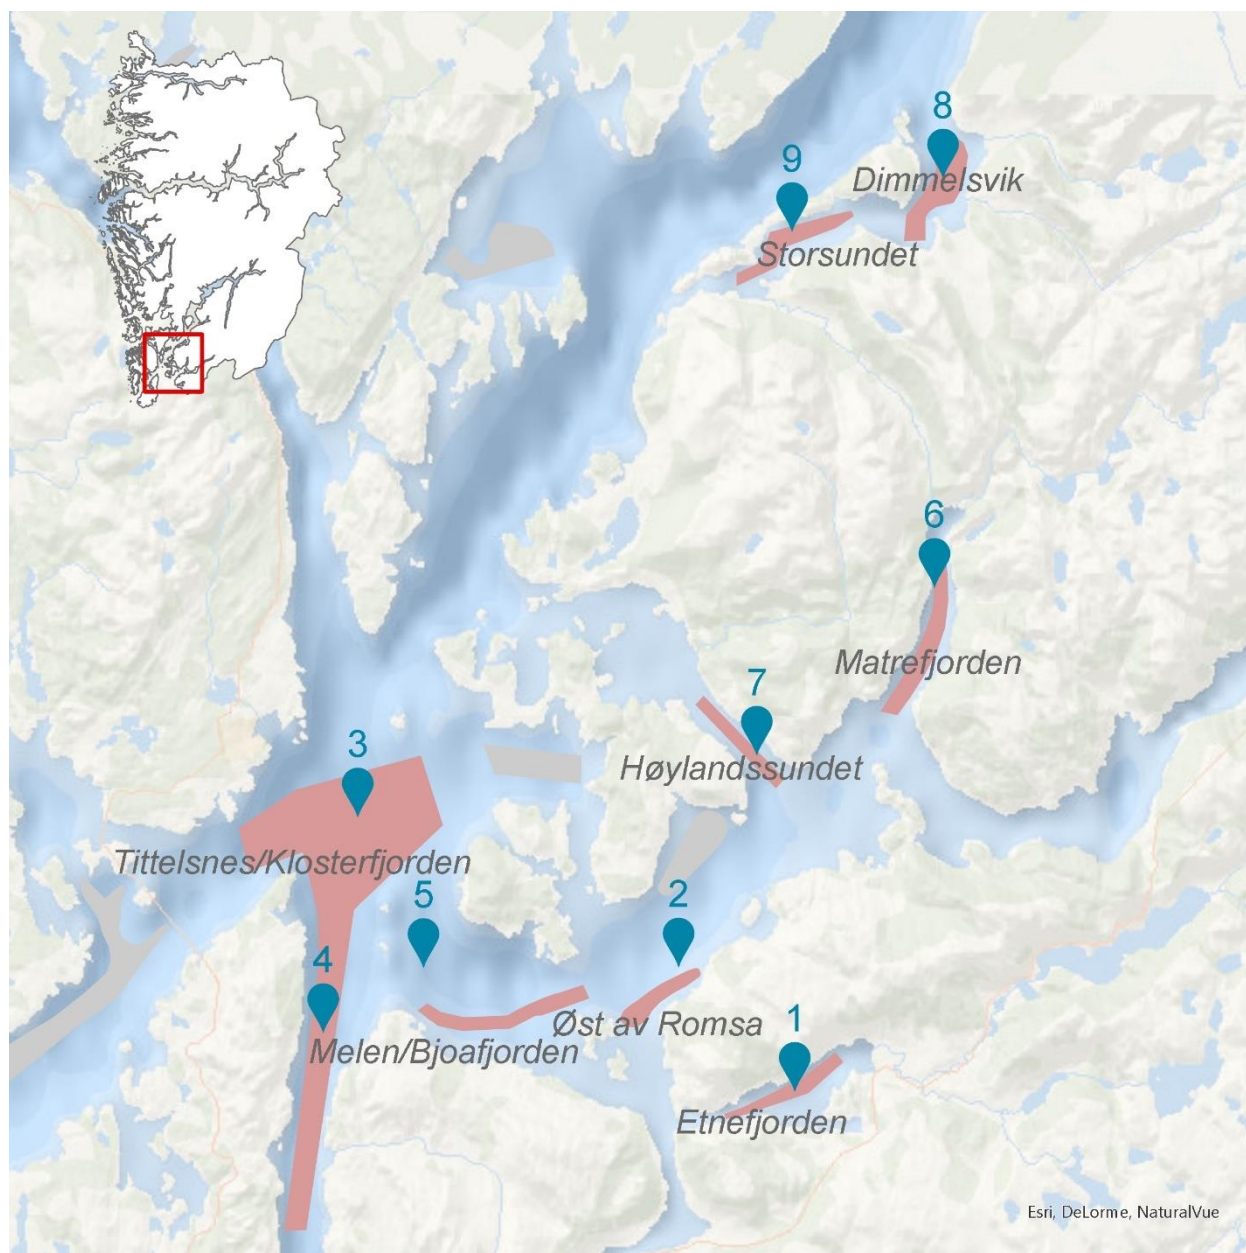 8
Dimmelsvik
9
Storsundet
6
Matrefjorden
7
Høylandssundet
3
Tittelsnes/Klosterfjorden
5
2
4
Øst av Romsa
Melen/Bjoafjorden
1
Etnefjorden
Esri, DeLorme, NaturalVue